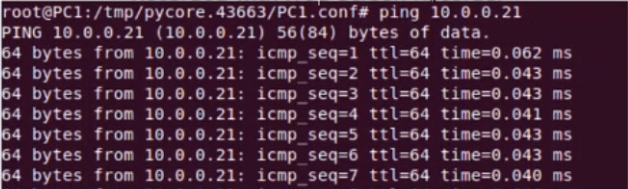 root@PC1:/tmp/pycore.43663/PC1.conf# ping 10.0.0.21
PING 10.0.0.21 (10.0.0.21) 56(84) bytes of data.
64 bytes from 10.0.0.21: icmp_seq=1 ttl=64 time=0.062 ms
64 bytes from 10.0.0.21: icmp_seq=2 ttl=64 time=0.043 ms
64 bytes from 10.0.0.21: icmp_seq=3 ttl=64 time=0.043 ms
64 bytes from 10.0.0.21: icmp_seq=4 ttl=64 time=0.041 ms
64 bytes from 10.0.0.21: icmp_seq=5 ttl=64 time=0.043 ms
64 bytes from 10.0.0.21: icmp_seq=6 ttl=64 time=0.043 ms
64 bytes from 10.0.0.21: icmp_seq=7 ttl=64 time=0.040 ms